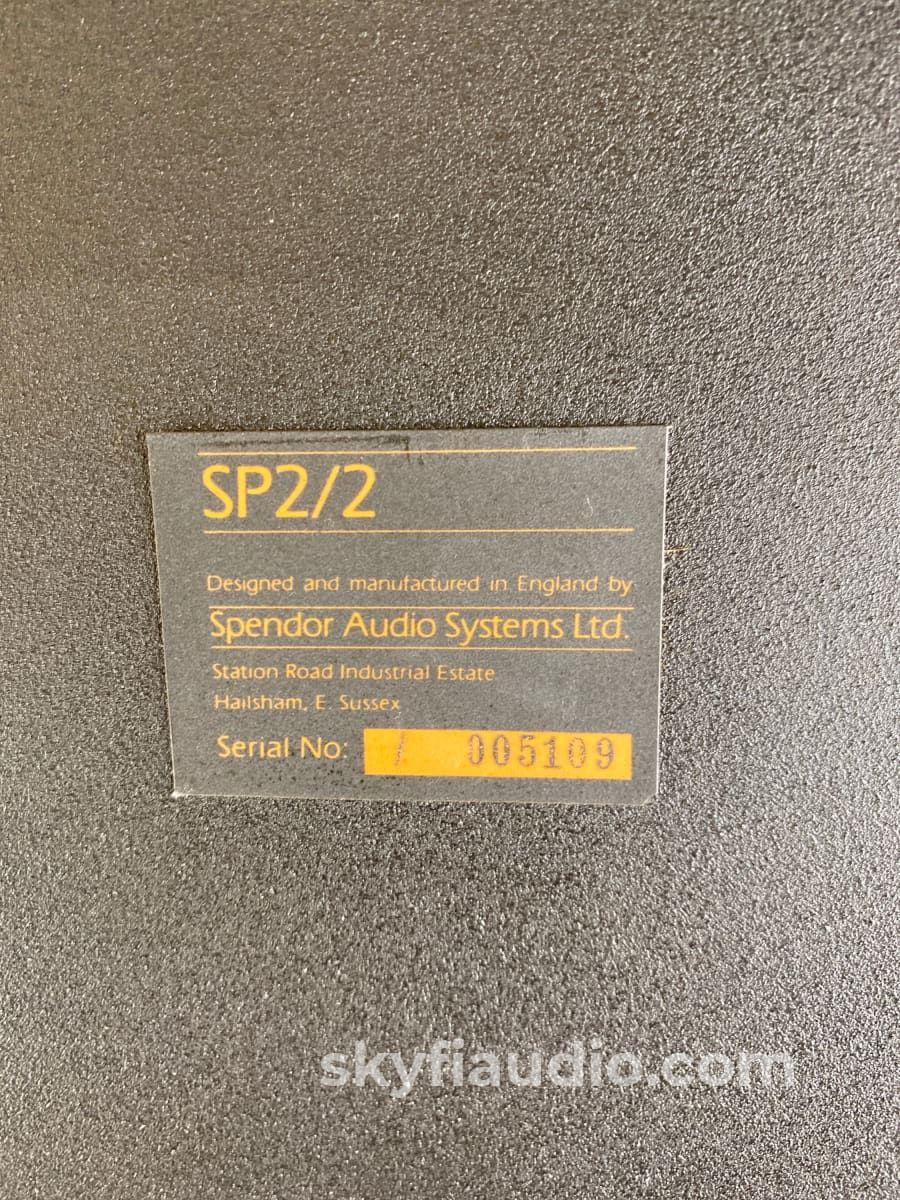 SP2/2
Designed and manufactured in England by
Spendor Audio Systems Ltd.
Station Road Industrial Estate
Hailsham, E. Sussex
Serial No: / 005109
skyfiaudio.com